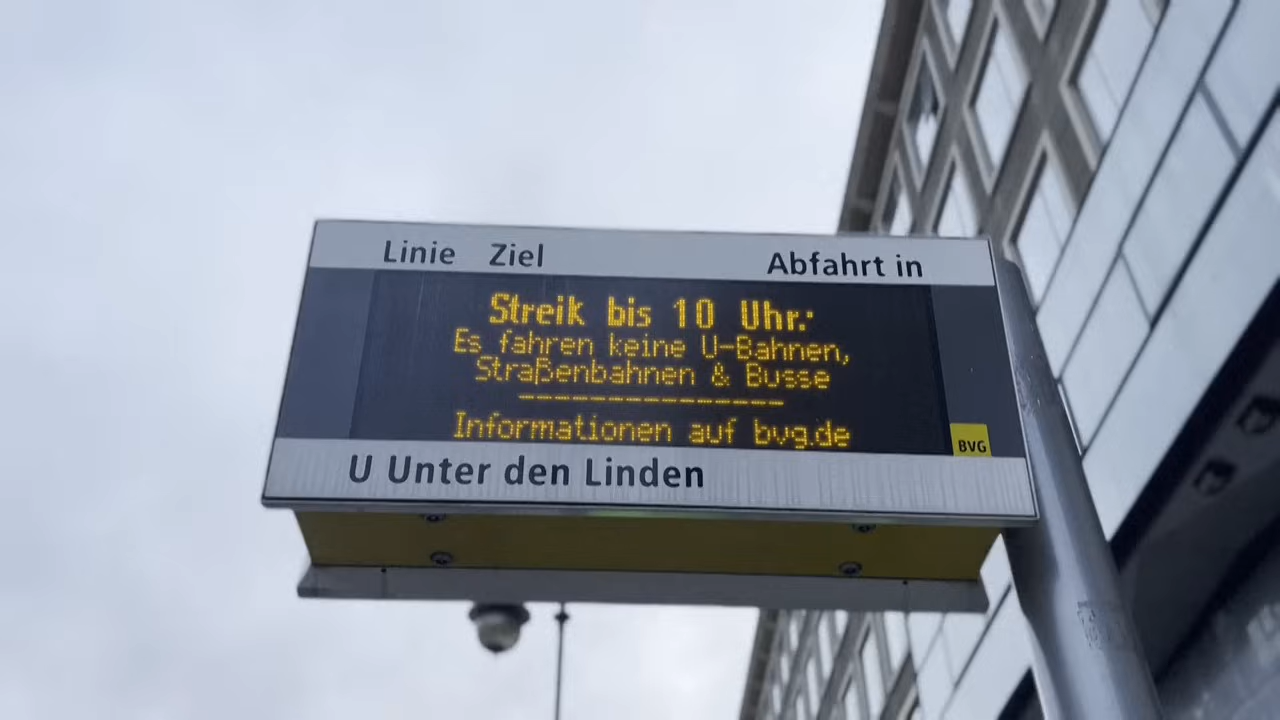 Linie Ziel Abfahrt in
Streik bis 10 Uhr:
Es fahren keine U-Bahnen,
Straßenbahnen & Busse
---------------
Informationen auf bvg.de
BVG
U Unter den Linden